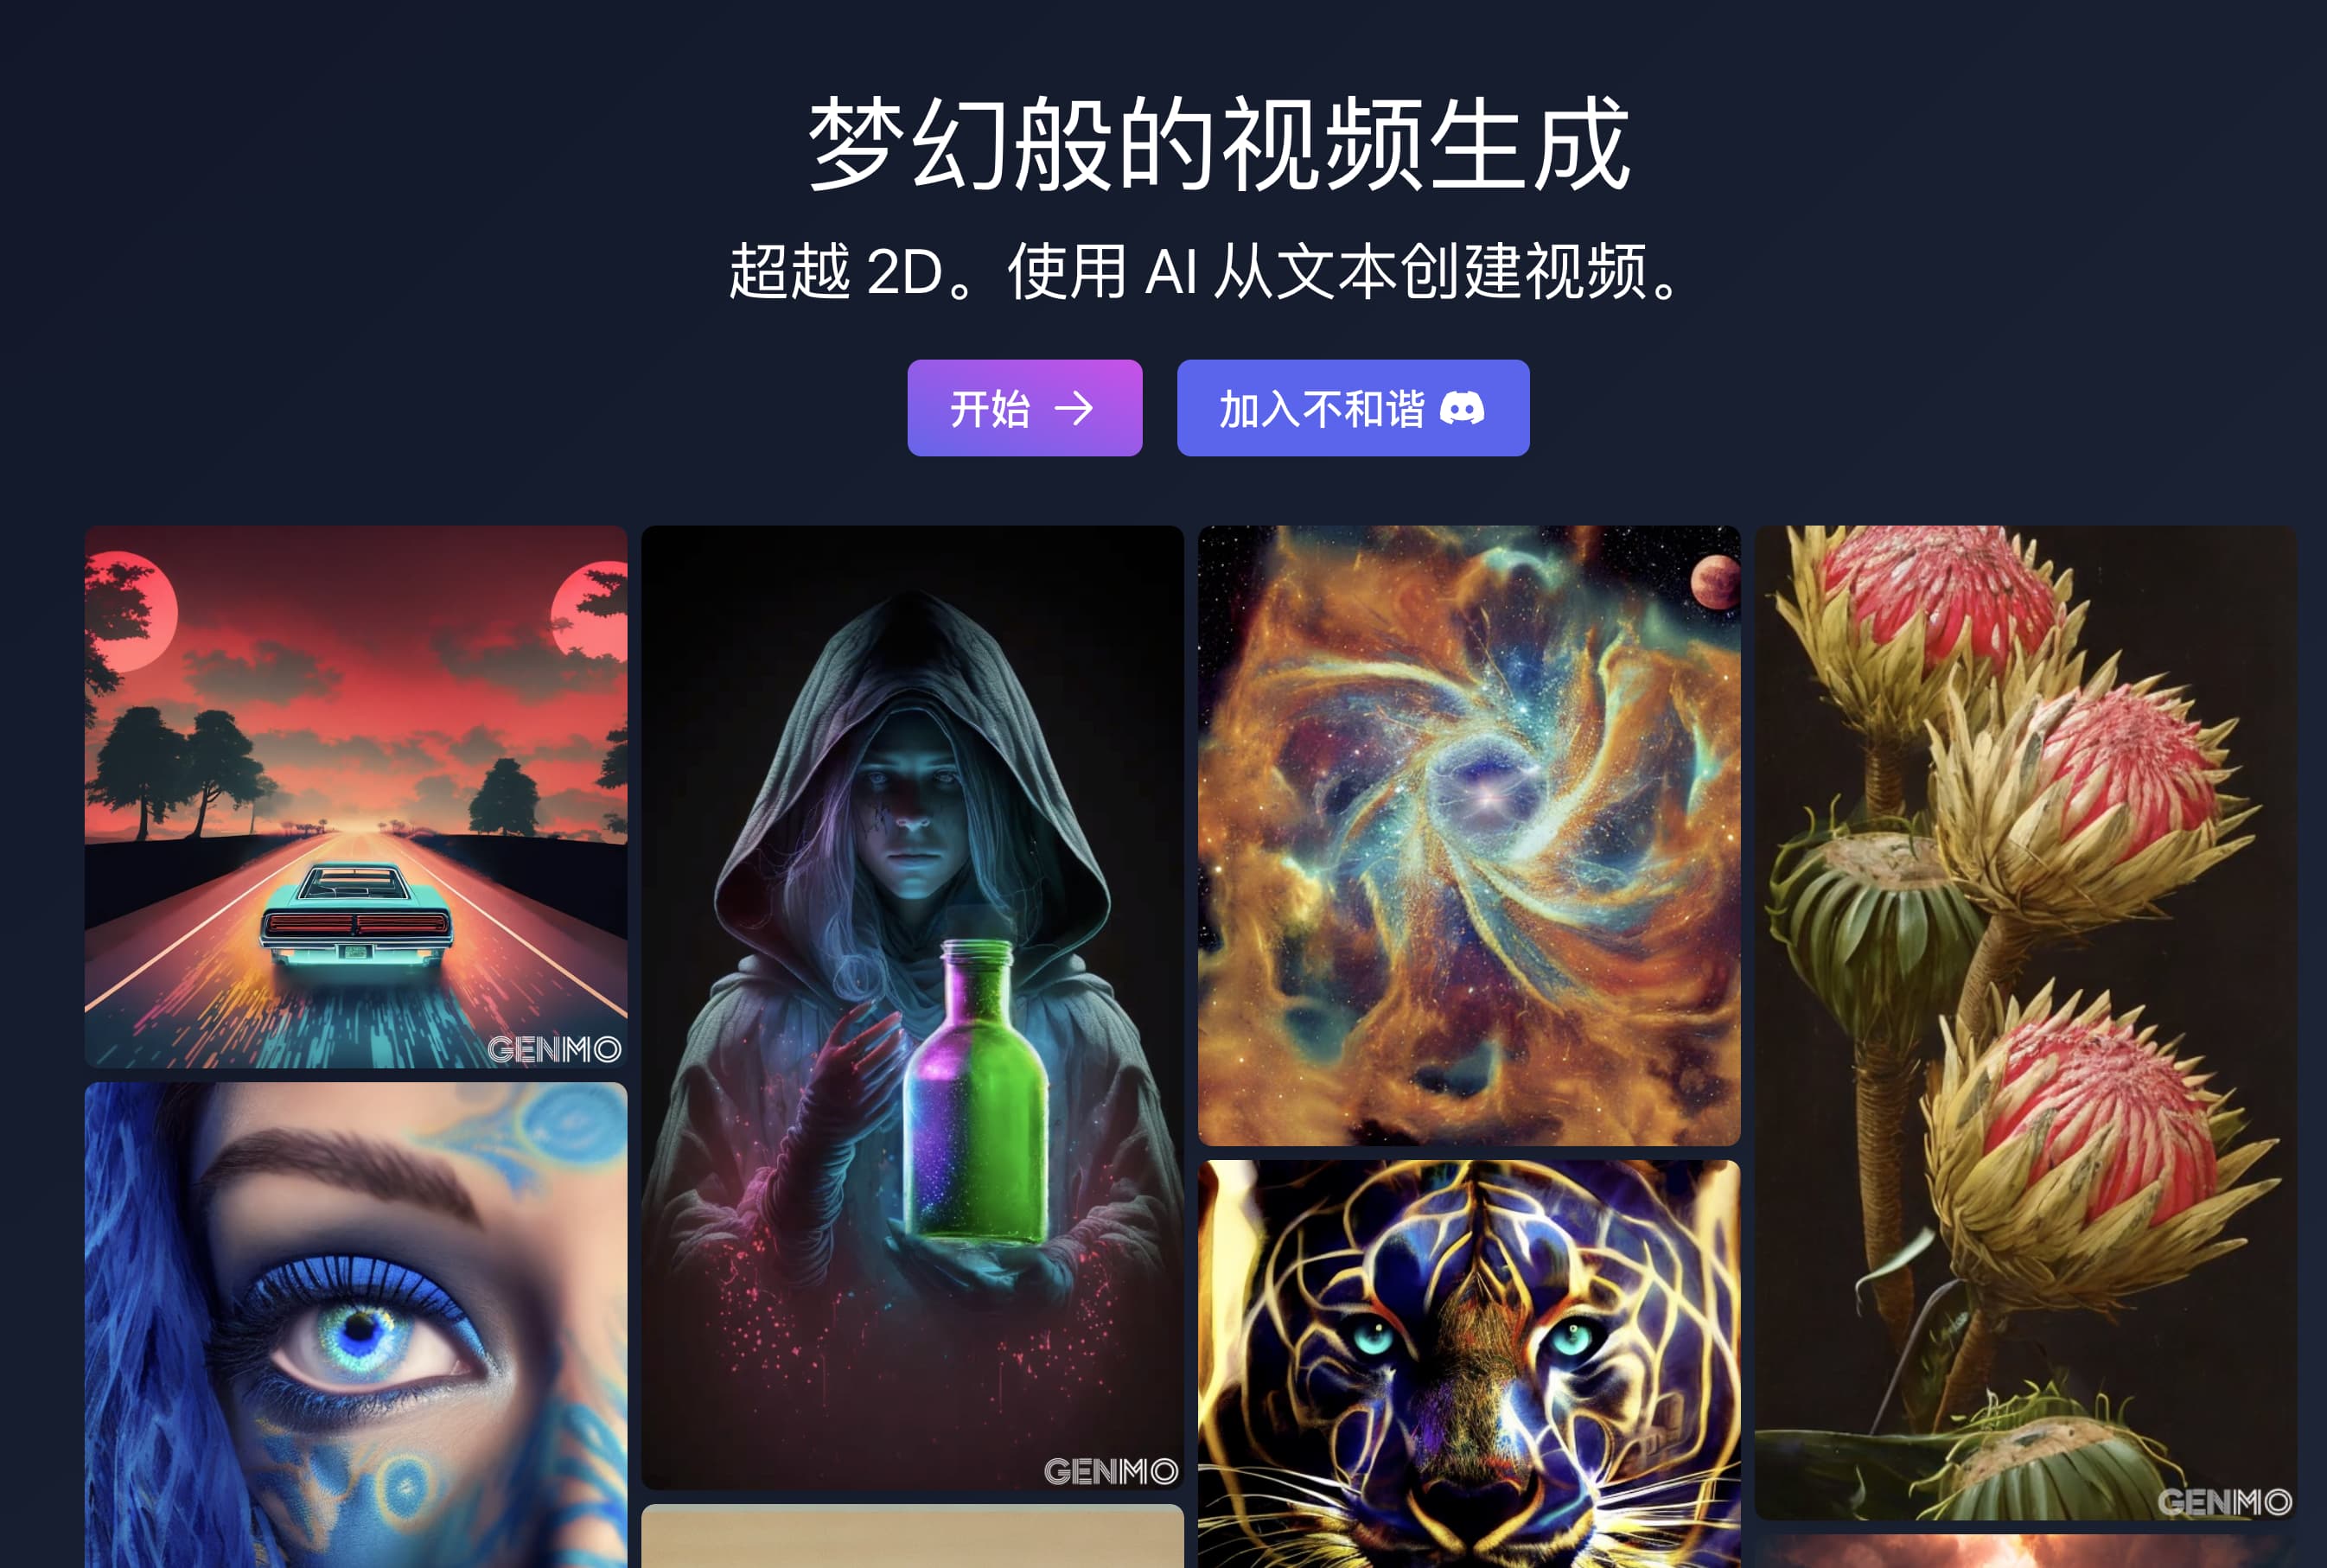 梦幻般的视频生成
超越 2D。使用 AI 从文本创建视频。
开始 →
加入不和谐
GENMO
GENMO
GENMO